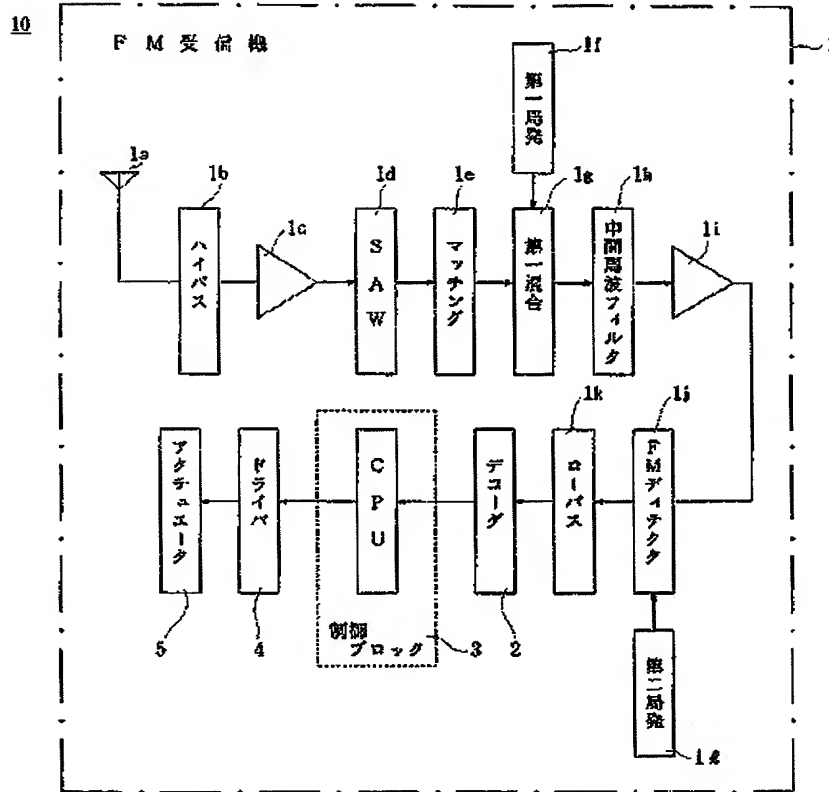 10
FM受信機
1
1f
第一局発
1a
1b
ハイパス
1c
1d
SAW
1e
マッチング
1g
第一混合
1h
中間周波フィルタ
1i
アクチュエータ
5
ドライバ
4
CPU
制御
ブロック
3
デコーダ
2
1k
ローパス
1j
FMディテクタ
第二局発
1ℓ